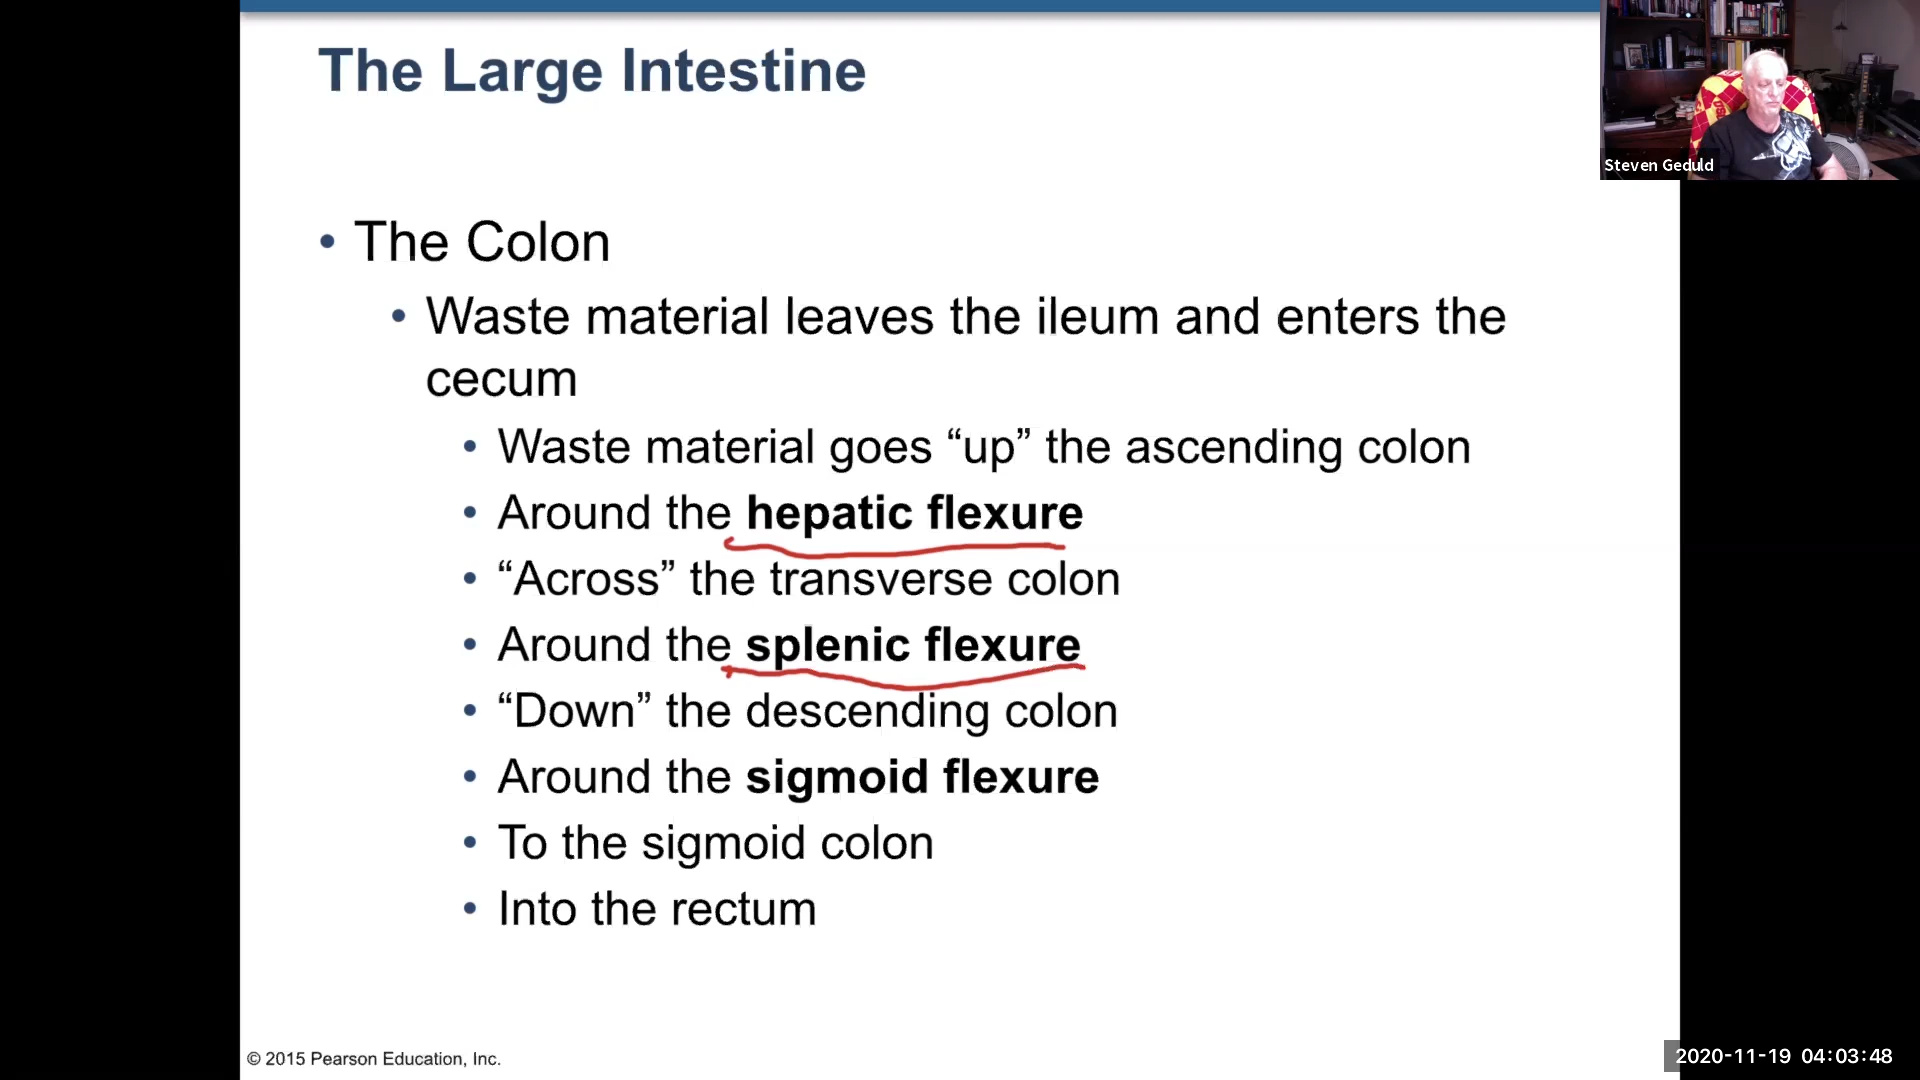 The Large Intestine
Steven Geduld
• The Colon
• Waste material leaves the ileum and enters the
cecum
• Waste material goes “up” the ascending colon
• Around the hepatic flexure
• “Across” the transverse colon
• Around the splenic flexure
• “Down” the descending colon
• Around the sigmoid flexure
• To the sigmoid colon
• Into the rectum
© 2015 Pearson Education, Inc.
2020-11-19 04:03:48